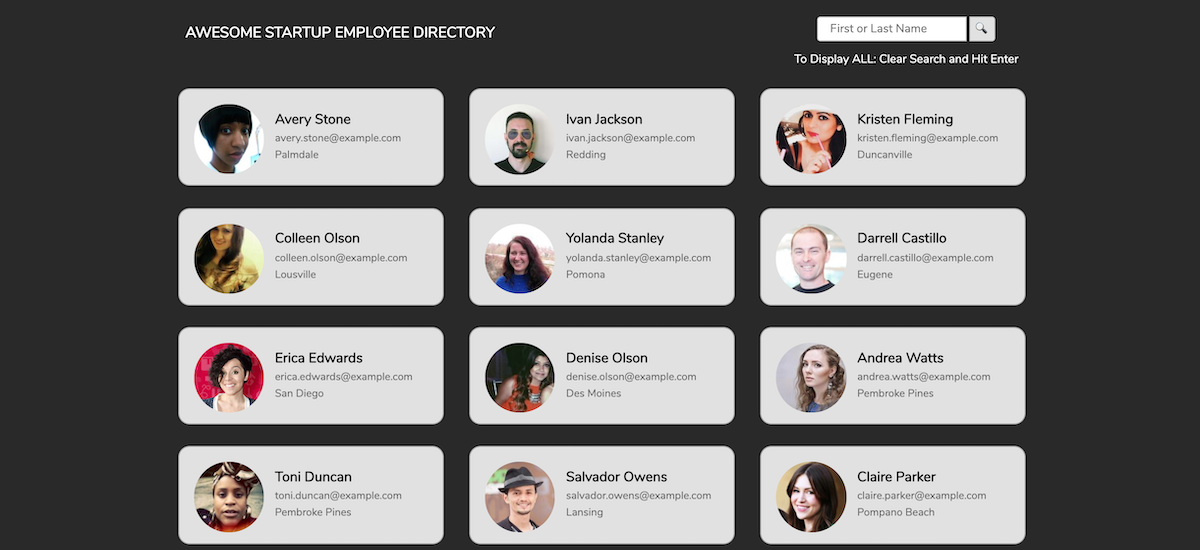 AWESOME STARTUP EMPLOYEE DIRECTORY
First or Last Name
To Display ALL: Clear Search and Hit Enter
Avery Stone
avery.stone@example.com
Palmdale
Ivan Jackson
ivan.jackson@example.com
Redding
Kristen Fleming
kristen.fleming@example.com
Duncanville
Colleen Olson
colleen.olson@example.com
Lousville
Yolanda Stanley
yolanda.stanley@example.com
Pomona
Darrell Castillo
darrell.castillo@example.com
Eugene
Erica Edwards
erica.edwards@example.com
San Diego
Denise Olson
denise.olson@example.com
Des Moines
Andrea Watts
andrea.watts@example.com
Pembroke Pines
Toni Duncan
toni.duncan@example.com
Pembroke Pines
Salvador Owens
salvador.owens@example.com
Lansing
Claire Parker
claire.parker@example.com
Pompano Beach